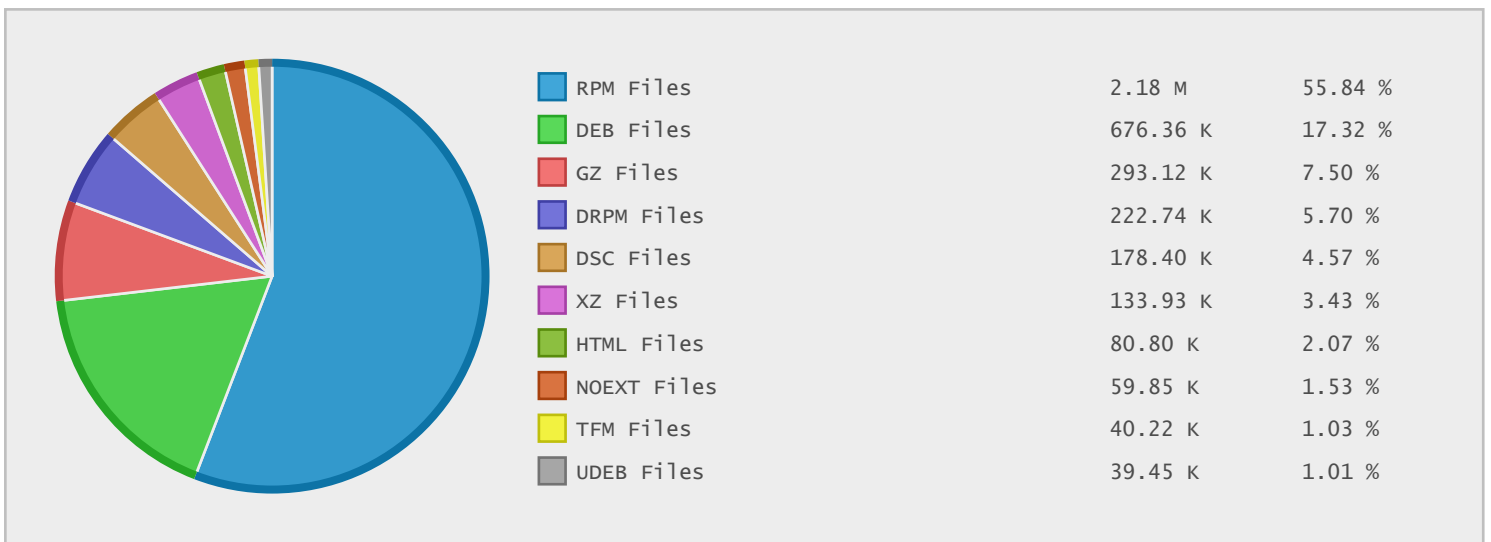 RPM Files 2.18 M 55.84 %
DEB Files 676.36 K 17.32 %
GZ Files 293.12 K 7.50 %
DRPM Files 222.74 K 5.70 %
DSC Files 178.40 K 4.57 %
XZ Files 133.93 K 3.43 %
HTML Files 80.80 K 2.07 %
NOEXT Files 59.85 K 1.53 %
TFM Files 40.22 K 1.03 %
UDEB Files 39.45 K 1.01 %